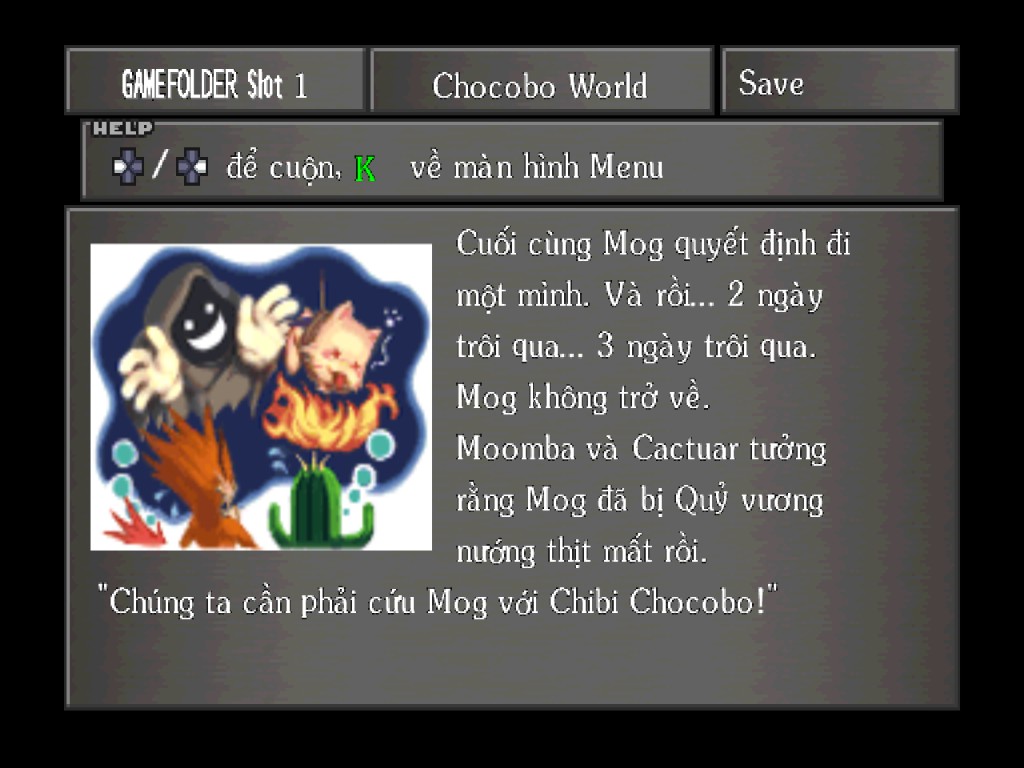 GAMEFOLDER Slot 1
Chocobo World
Save
HELP
/ để cuộn, K về màn hình Menu
Cuối cùng Mog quyết định đi
một mình. Và rồi... 2 ngày
trôi qua... 3 ngày trôi qua.
Mog không trở về.
Moomba và Cactuar tưởng
rằng Mog đã bị Quỷ vương
nướng thịt mất rồi.
"Chúng ta cần phải cứu Mog với Chibi Chocobo!"